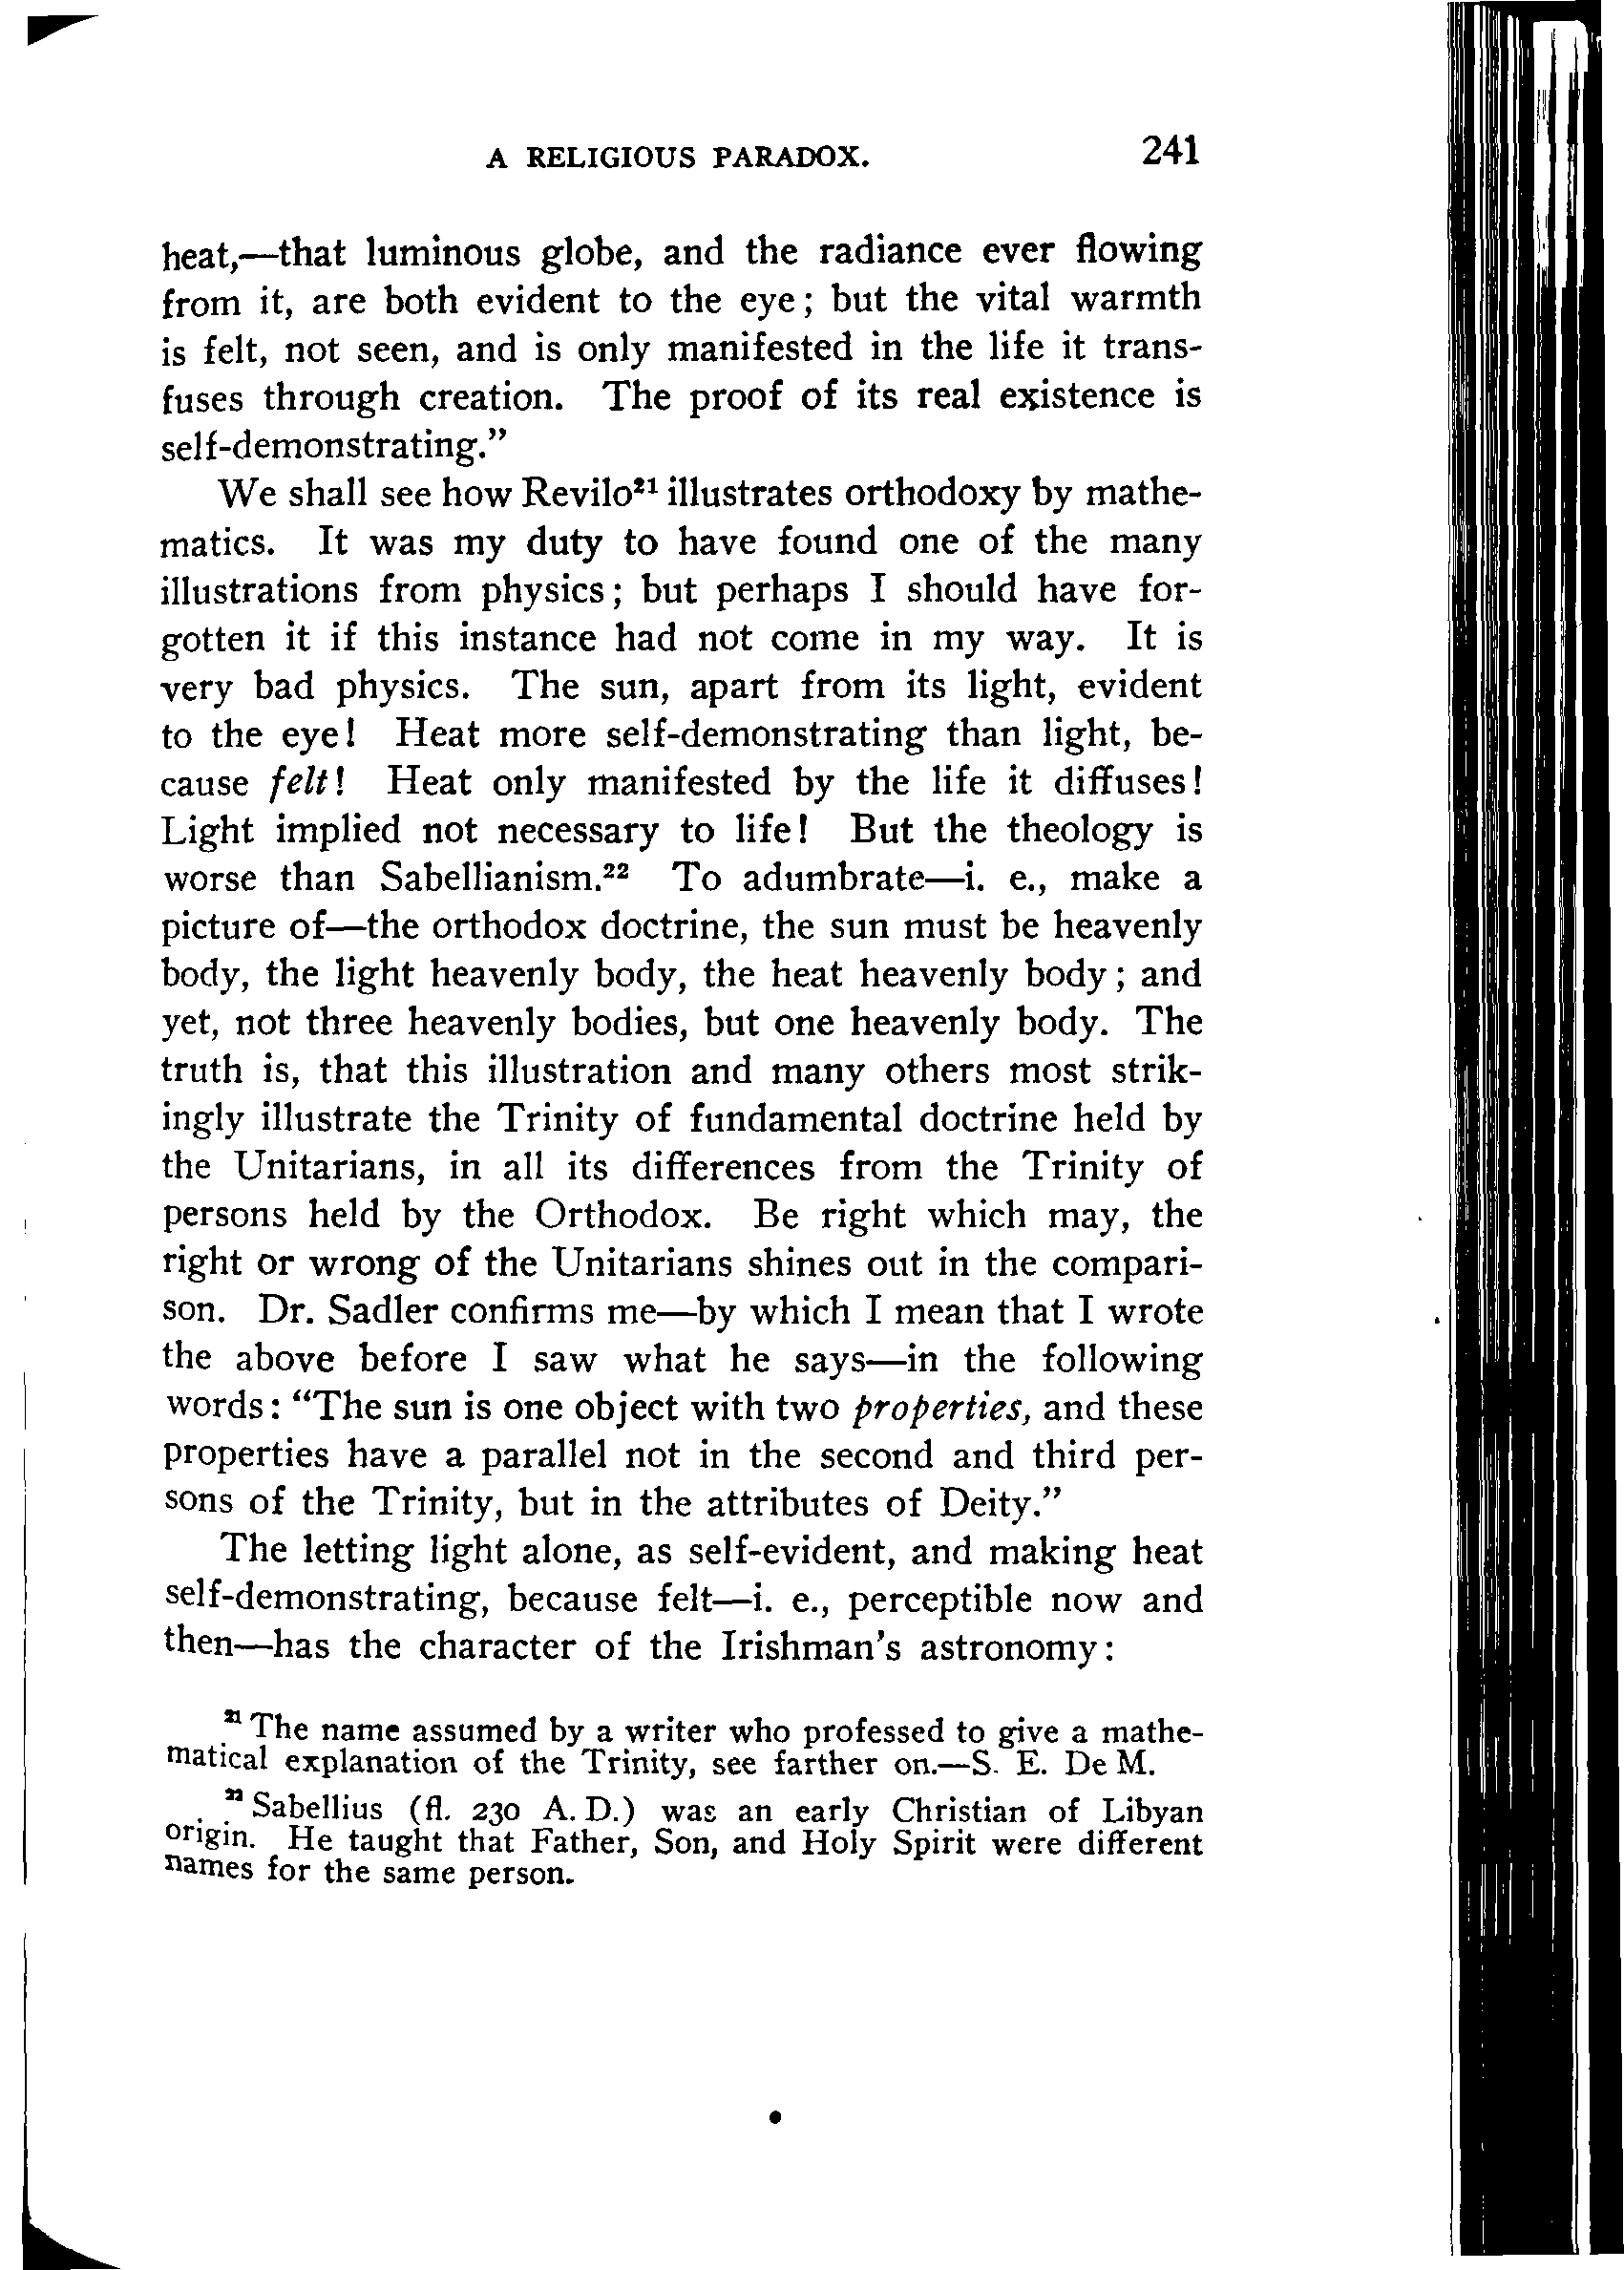 A RELIGIOUS PARADOX. 241
heat,—that luminous globe, and the radiance ever flowing
from it, are both evident to the eye; but the vital warmth
is felt, not seen, and is only manifested in the life it trans-
fuses through creation. The proof of its real existence is
self-demonstrating.”
We shall see how Revilo²¹ illustrates orthodoxy by mathe-
matics. It was my duty to have found one of the many
illustrations from physics; but perhaps I should have for-
gotten it if this instance had not come in my way. It is
very bad physics. The sun, apart from its light, evident
to the eye! Heat more self-demonstrating than light, be-
cause felt! Heat only manifested by the life it diffuses!
Light implied not necessary to life! But the theology is
worse than Sabellianism.²² To adumbrate—i. e., make a
picture of—the orthodox doctrine, the sun must be heavenly
body, the light heavenly body, the heat heavenly body; and
yet, not three heavenly bodies, but one heavenly body. The
truth is, that this illustration and many others most strik-
ingly illustrate the Trinity of fundamental doctrine held by
the Unitarians, in all its differences from the Trinity of
persons held by the Orthodox. Be right which may, the
right or wrong of the Unitarians shines out in the compari-
son. Dr. Sadler confirms me—by which I mean that I wrote
the above before I saw what he says—in the following
words: “The sun is one object with two properties, and these
properties have a parallel not in the second and third per-
sons of the Trinity, but in the attributes of Deity.”
The letting light alone, as self-evident, and making heat
self-demonstrating, because felt—i. e., perceptible now and
then—has the character of the Irishman’s astronomy:
²¹ The name assumed by a writer who professed to give a mathe-
matical explanation of the Trinity, see farther on.—S. E. De M.
²² Sabellius (fl. 230 A. D.) was an early Christian of Libyan
origin. He taught that Father, Son, and Holy Spirit were different
names for the same person.